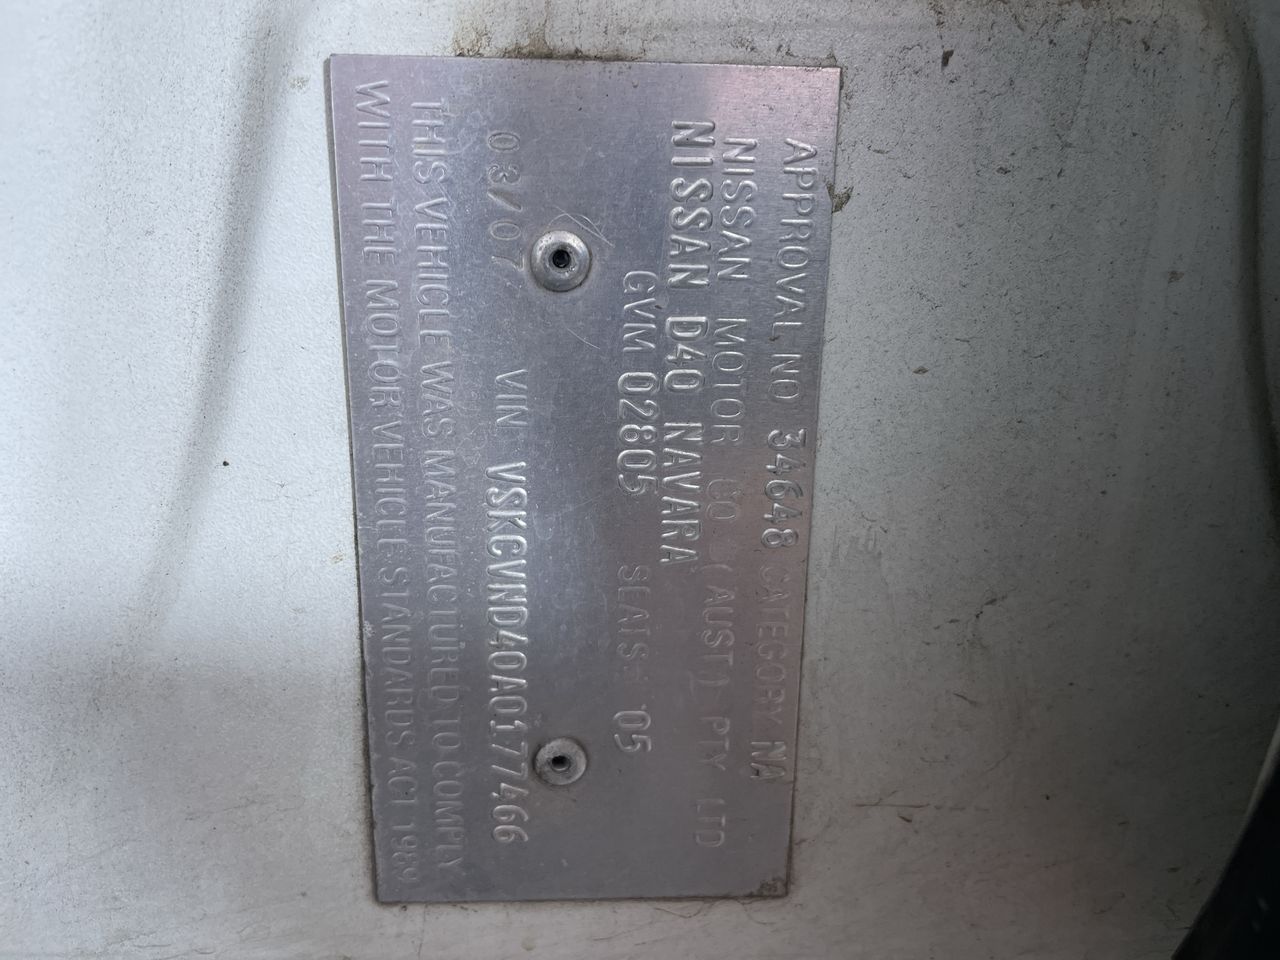 APPROVAL NO 34648 CATEGORY NA
NISSAN MOTOR CO. (AUST) PTY LTD
NISSAN D40 NAVARA
GVM 02805 SEATS 05
03/07 VIN VSKCVND40A0177466
THIS VEHICLE WAS MANUFACTURED TO COMPLY
WITH THE MOTOR VEHICLE STANDARDS ACT 1989